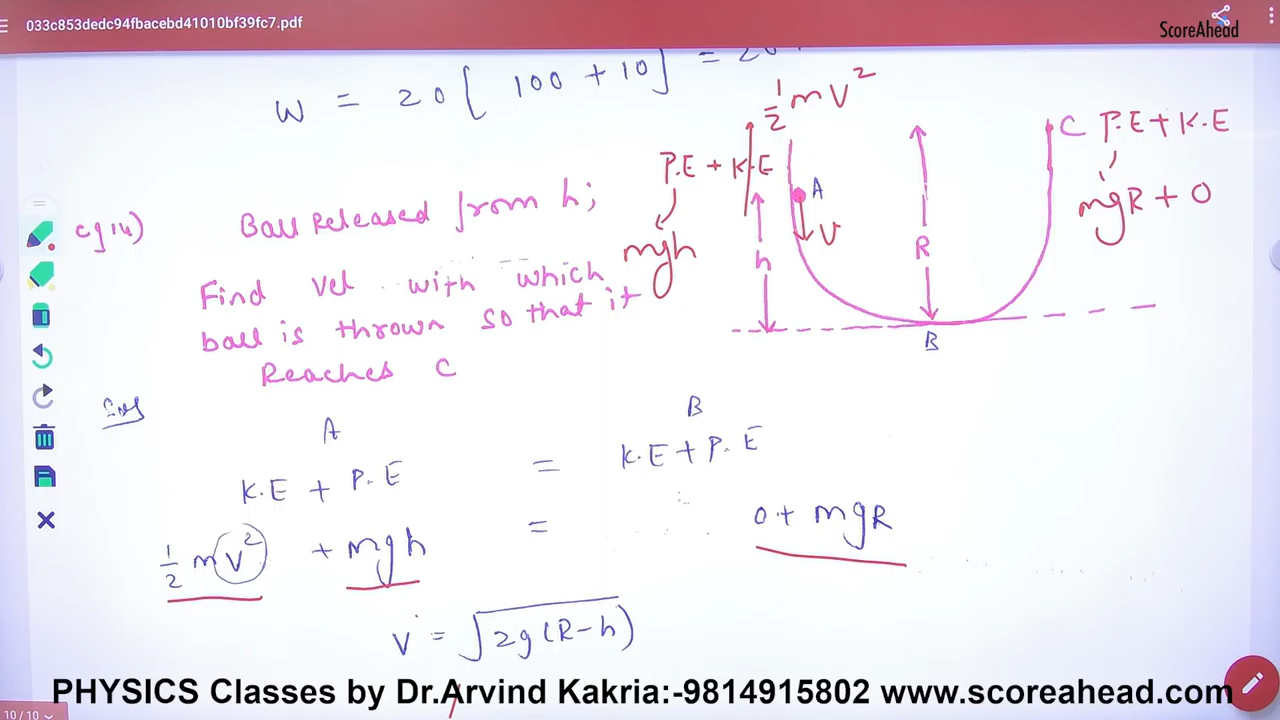 033c853dedc94fbacebd41010bf39fc7.pdf
ScoreAhead
W = 20 [ 100 + 10 ] = 20
1/2 mV²
P.E + K.E
mgh
A
V
h
R
B
C P.E + K.E
mgR + 0
eg 14) Ball Released from h;
Find vel with which
ball is thrown so that it
Reaches C
Sol
A B
K.E + P.E = K.E + P.E
1/2 mv² + mgh = 0 + mgR
v = √2g(R-h)
PHYSICS Classes by Dr.Arvind Kakria:-9814915802 www.scoreahead.com
10 / 10